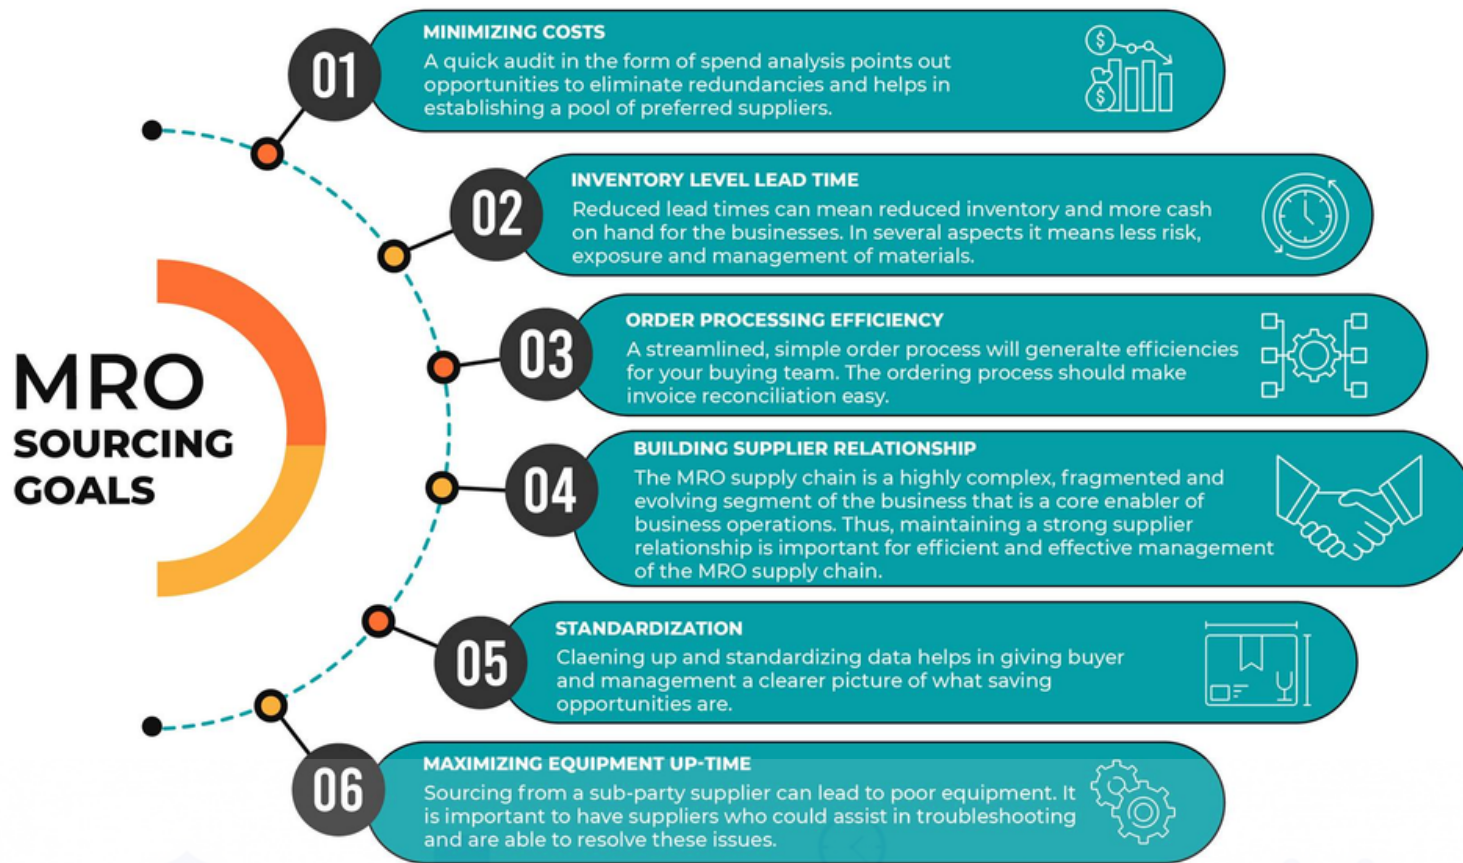 MRO
SOURCING
GOALS
01
MINIMIZING COSTS
A quick audit in the form of spend analysis points out
opportunities to eliminate redundancies and helps in
establishing a pool of preferred suppliers.
$
$
02
INVENTORY LEVEL LEAD TIME
Reduced lead times can mean reduced inventory and more cash
on hand for the businesses. In several aspects it means less risk,
exposure and management of materials.
03
ORDER PROCESSING EFFICIENCY
A streamlined, simple order process will generalte efficiencies
for your buying team. The ordering process should make
invoice reconciliation easy.
04
BUILDING SUPPLIER RELATIONSHIP
The MRO supply chain is a highly complex, fragmented and
evolving segment of the business that is a core enabler of
business operations. Thus, maintaining a strong supplier
relationship is important for efficient and effective management
of the MRO supply chain.
05
STANDARDIZATION
Claening up and standardizing data helps in giving buyer
and management a clearer picture of what saving
opportunities are.
06
MAXIMIZING EQUIPMENT UP-TIME
Sourcing from a sub-party supplier can lead to poor equipment. It
is important to have suppliers who could assist in troubleshooting
and are able to resolve these issues.